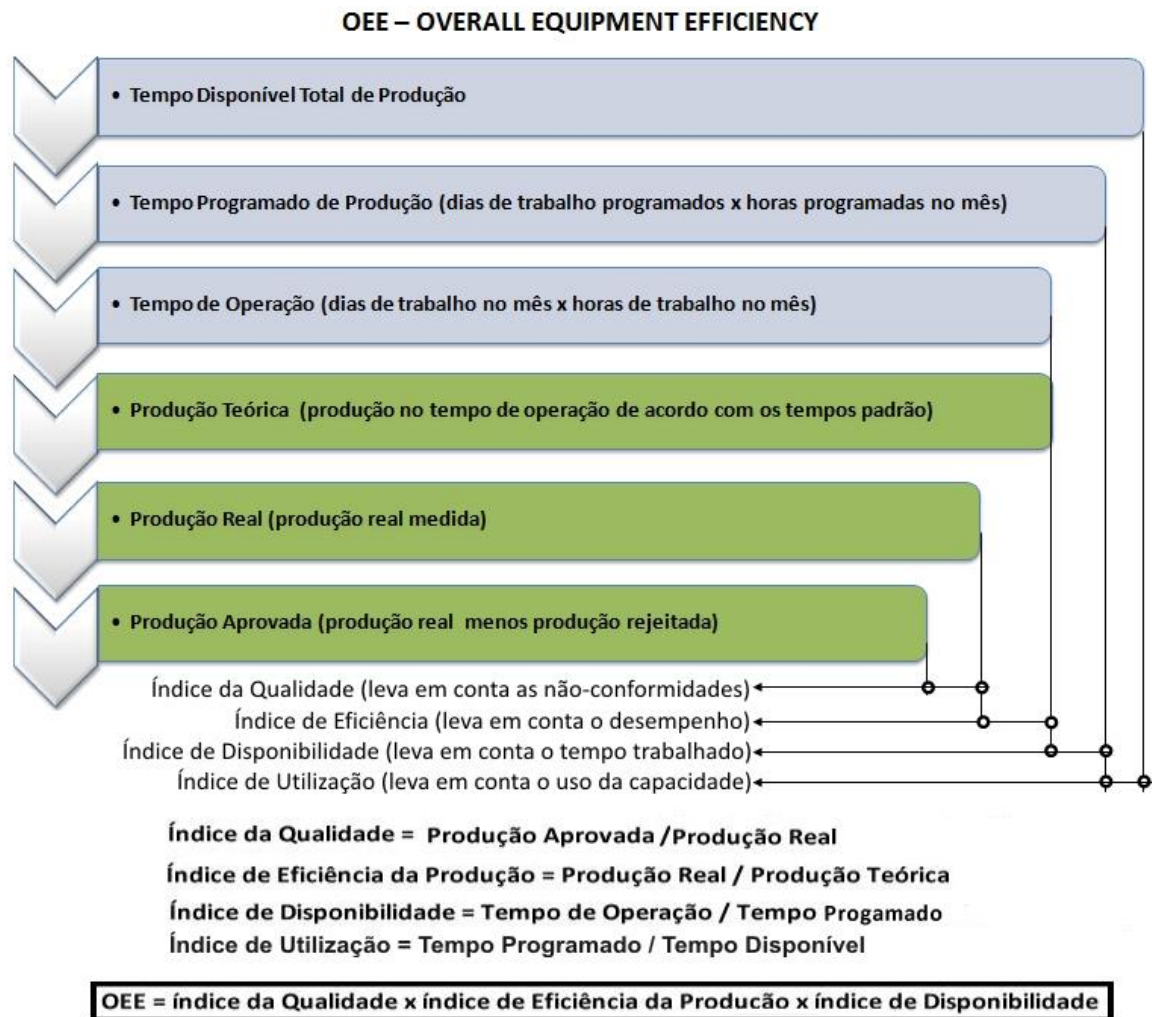 OEE – OVERALL EQUIPMENT EFFICIENCY
• Tempo Disponível Total de Produção
• Tempo Programado de Produção (dias de trabalho programados x horas programadas no mês)
• Tempo de Operação (dias de trabalho no mês x horas de trabalho no mês)
• Produção Teórica (produção no tempo de operação de acordo com os tempos padrão)
• Produção Real (produção real medida)
• Produção Aprovada (produção real menos produção rejeitada)
Índice da Qualidade (leva em conta as não-conformidades)
Índice de Eficiência (leva em conta o desempenho)
Índice de Disponibilidade (leva em conta o tempo trabalhado)
Índice de Utilização (leva em conta o uso da capacidade)
Índice da Qualidade = Produção Aprovada /Produção Real
Índice de Eficiência da Produção = Produção Real / Produção Teórica
Índice de Disponibilidade = Tempo de Operação / Tempo Progamado
Índice de Utilização = Tempo Programado / Tempo Disponível
OEE = índice da Qualidade x índice de Eficiência da Producão x índice de Disponibilidade